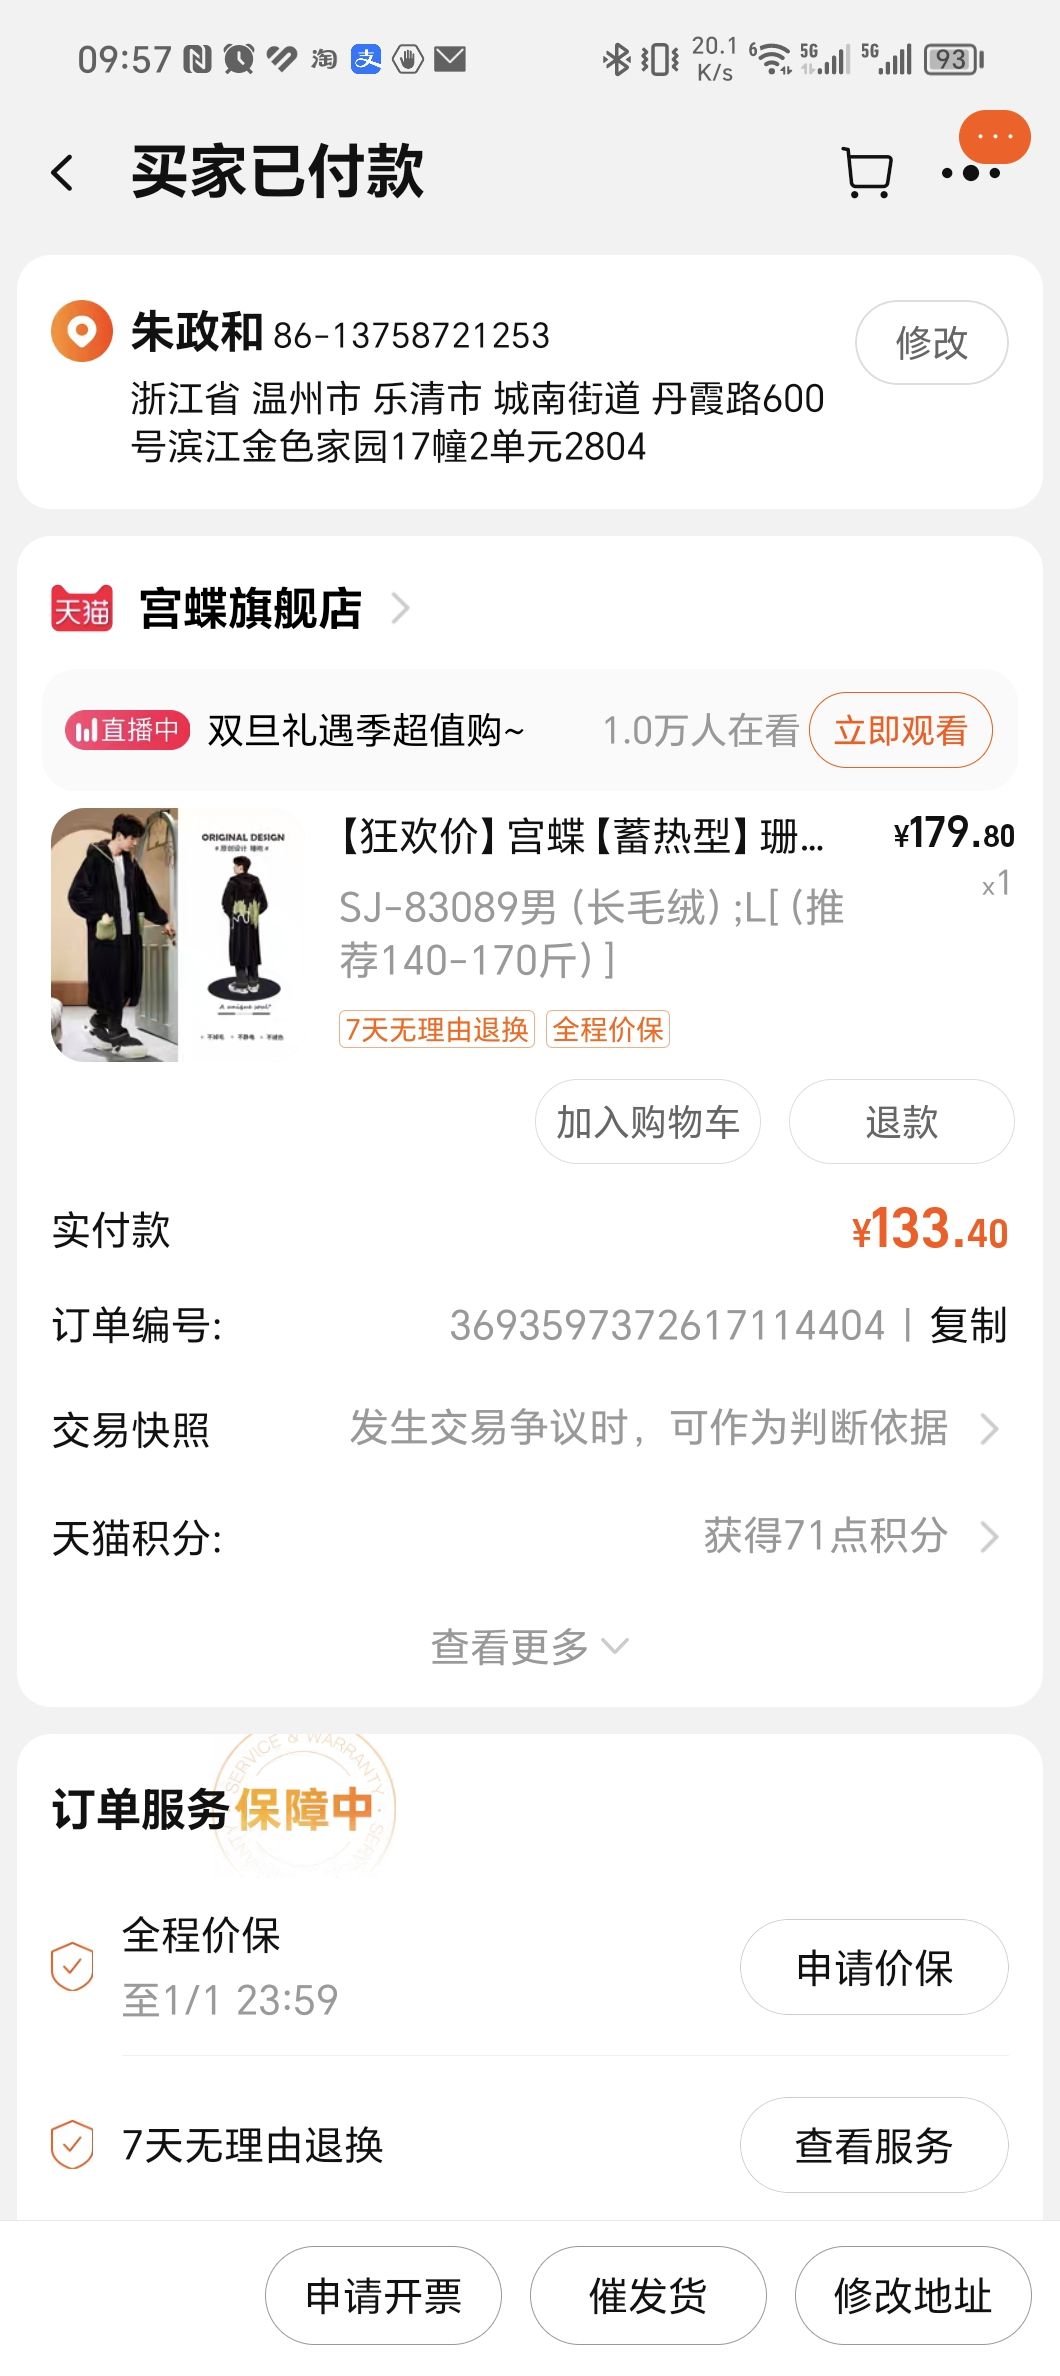 09:57 淘 支 20.1 K/s 6 5G 5G 93
买家已付款
朱政和 86-13758721253
修改
浙江省 温州市 乐清市 城南街道 丹霞路600
号滨江金色家园17幢2单元2804
天猫 宫蝶旗舰店
直播中 双旦礼遇季超值购~ 1.0万人在看 立即观看
ORIGINAL DESIGN
【狂欢价】宫蝶【蓄热型】珊... ¥179.80
x1
SJ-83089男（长毛绒）;L[（推
荐140-170斤）]
A unique soul
7天无理由退换 全程价保
加入购物车 退款
实付款 ¥133.40
订单编号: 3693597372617114404 | 复制
交易快照 发生交易争议时，可作为判断依据
天猫积分: 获得71点积分
查看更多
SERVICE & WARRANTY
订单服务保障中
全程价保
至1/1 23:59
申请价保
7天无理由退换 查看服务
申请开票 催发货 修改地址